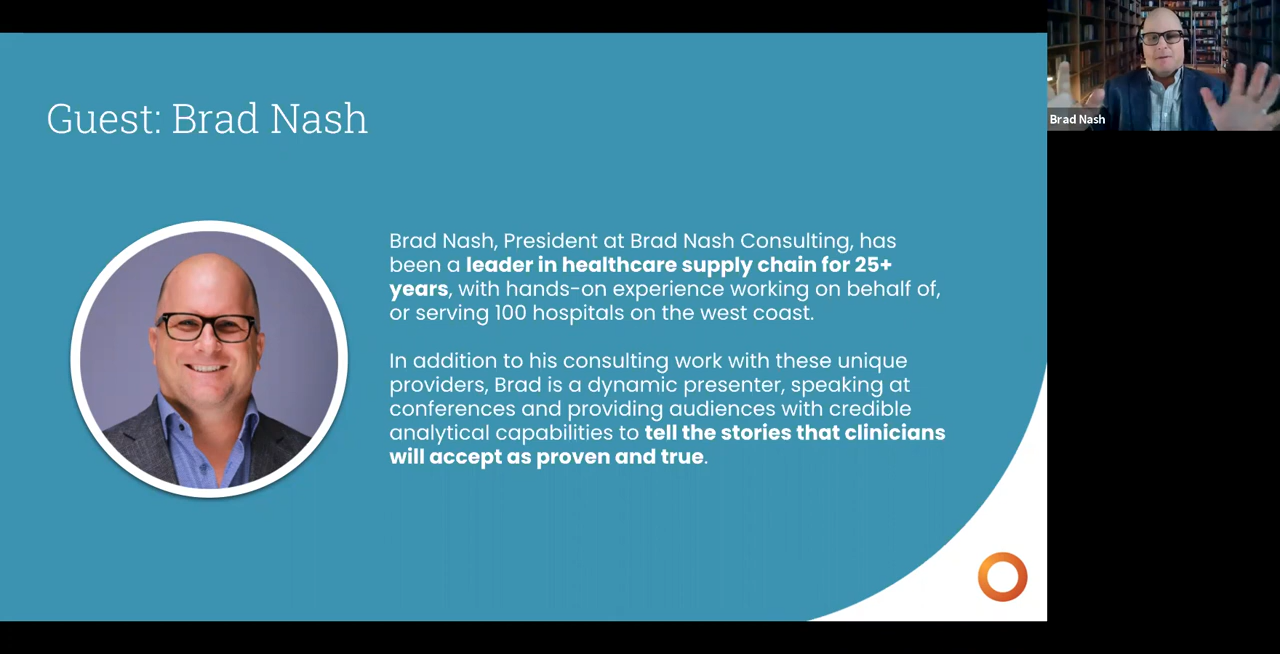 Guest: Brad Nash
Brad Nash
Brad Nash, President at Brad Nash Consulting, has
been a leader in healthcare supply chain for 25+
years, with hands-on experience working on behalf of,
or serving 100 hospitals on the west coast.
In addition to his consulting work with these unique
providers, Brad is a dynamic presenter, speaking at
conferences and providing audiences with credible
analytical capabilities to tell the stories that clinicians
will accept as proven and true.